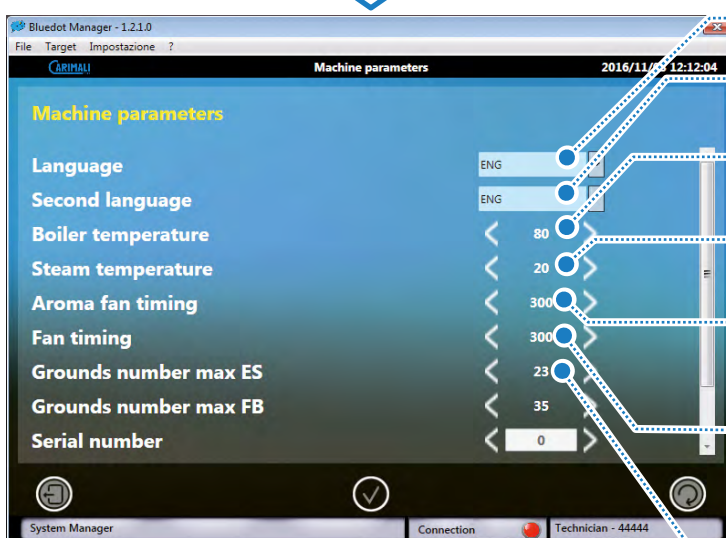 Bluedot Manager - 1.2.1.0
File Target Impostazione ?
CARIMALI Machine parameters 2016/11/ 12:12:04
Machine parameters
Language ENG
Second language ENG
Boiler temperature 80
Steam temperature 20
Aroma fan timing 300
Fan timing 300
Grounds number max ES 23
Grounds number max FB 35
Serial number 0
System Manager Connection Technician - 44444